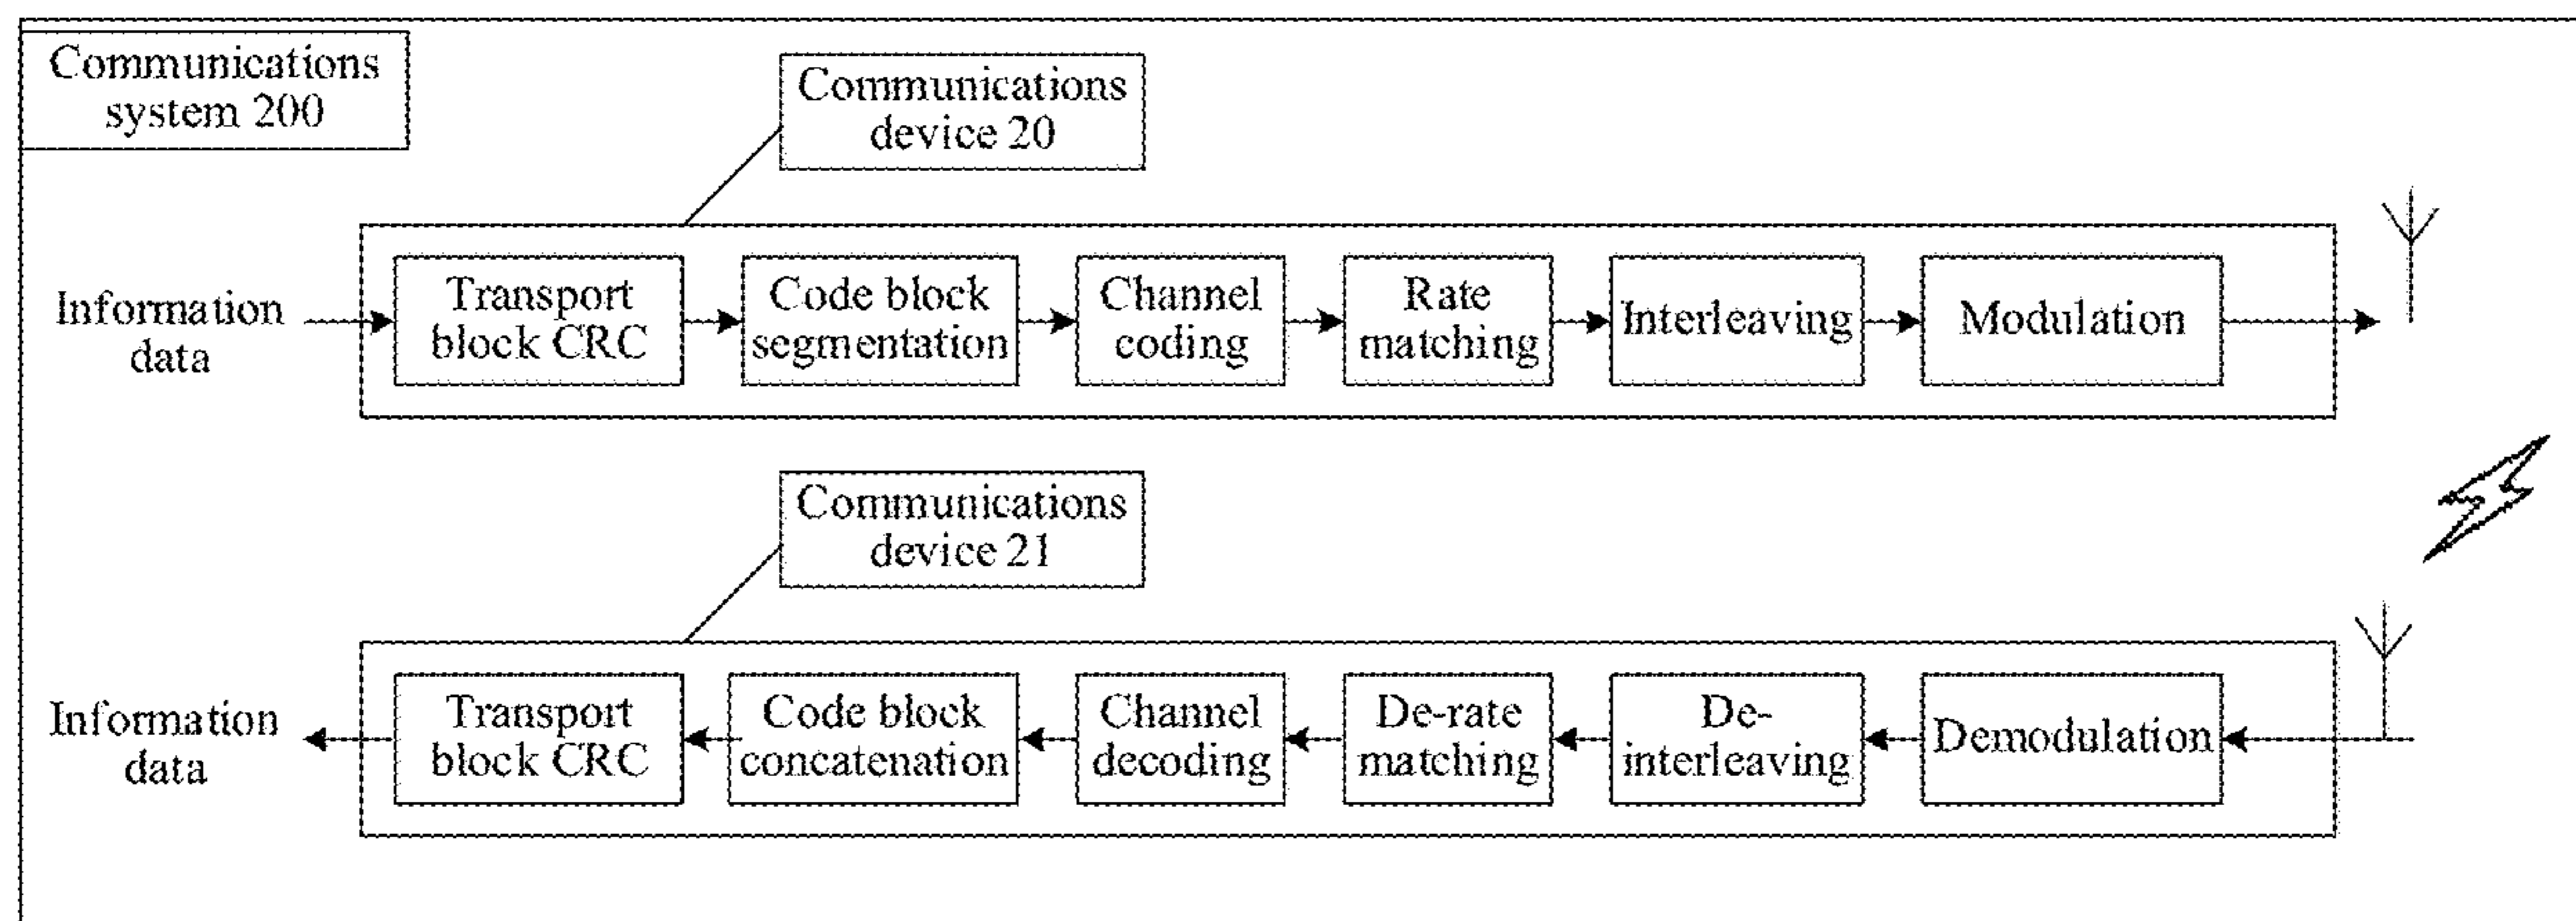 Communications
system 200
Communications
device 20
Information
data
Transport
block CRC
Code block
segmentation
Channel
coding
Rate
matching
Interleaving
Modulation
Communications
device 21
Information
data
Transport
block CRC
Code block
concatenation
Channel
decoding
De-rate
matching
De-
interleaving
Demodulation